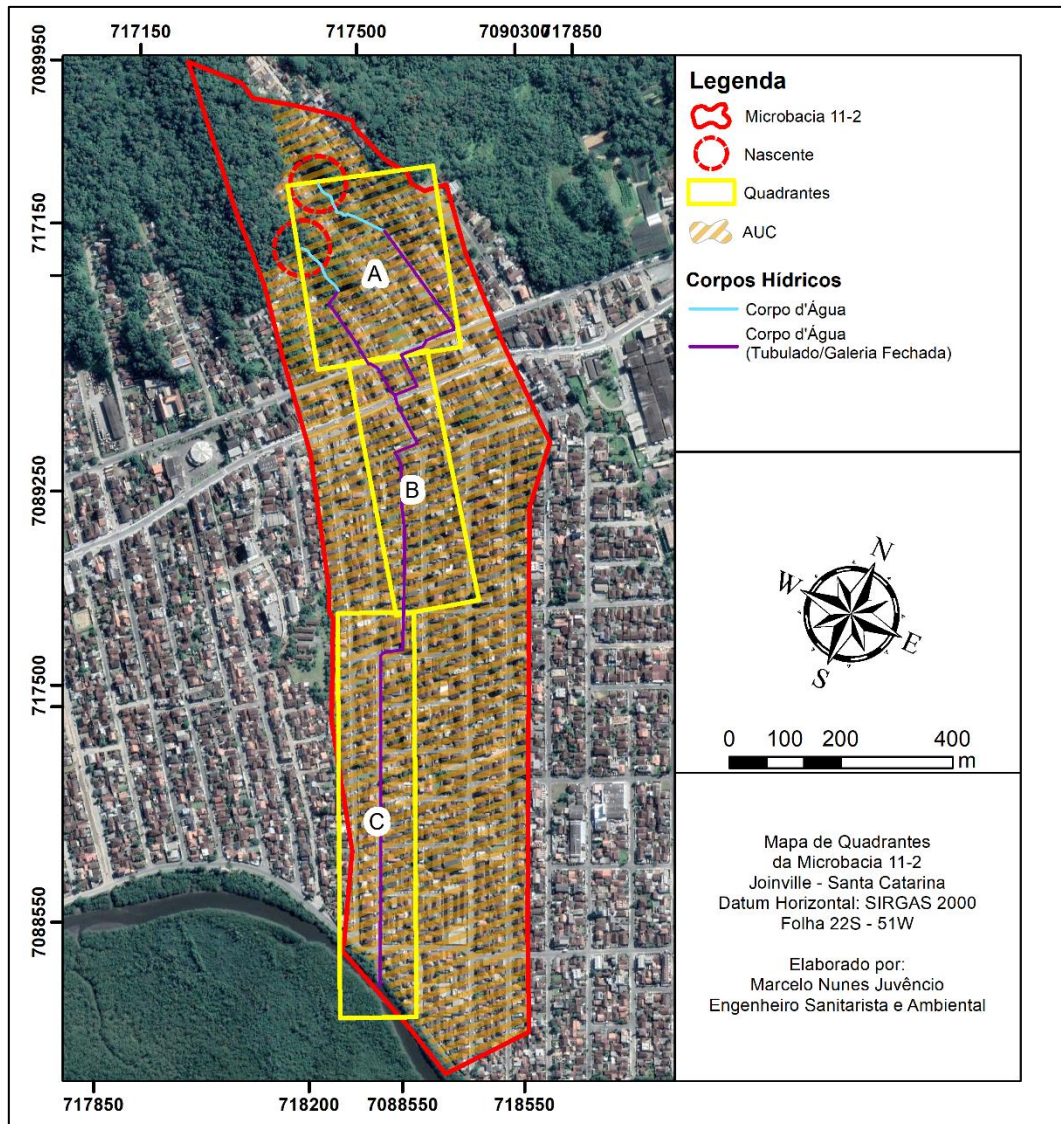 717150
717500
7090300
717850
7089950
717150
7089250
717500
7088550
717850
718200
7088550
718550
A
B
C
Legenda
Microbacia 11-2
Nascente
Quadrantes
AUC
Corpos Hídricos
Corpo d'Água
Corpo d'Água
(Tubulado/Galeria Fechada)
N
W
E
S
0 100 200 400
m
Mapa de Quadrantes
da Microbacia 11-2
Joinville - Santa Catarina
Datum Horizontal: SIRGAS 2000
Folha 22S - 51W
Elaborado por:
Marcelo Nunes Juvêncio
Engenheiro Sanitarista e Ambiental